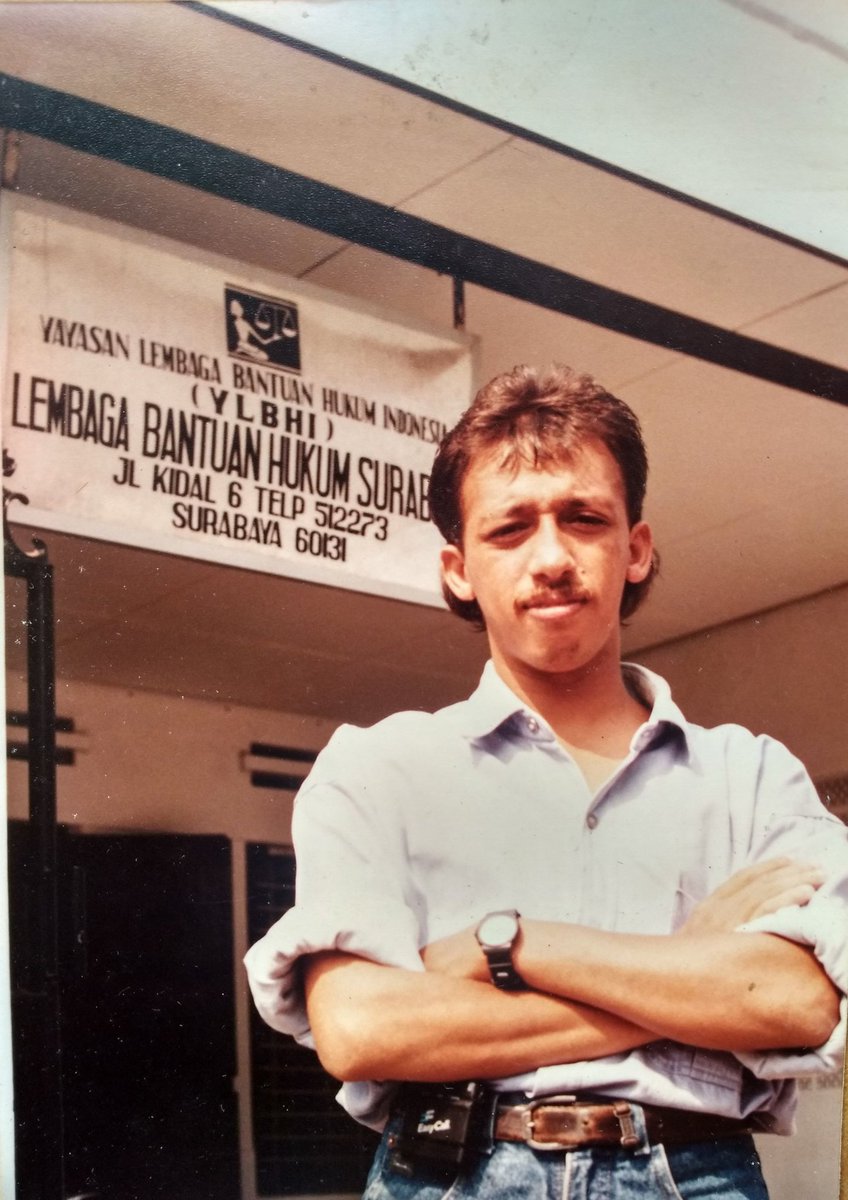 YAYASAN LEMBAGA BANTUAN HUKUM INDONESIA
(YLBHI)
LEMBAGA BANTUAN HUKUM SURAB
JL KIDAL 6 TELP 512273
SURABAYA 60131
EasyCall